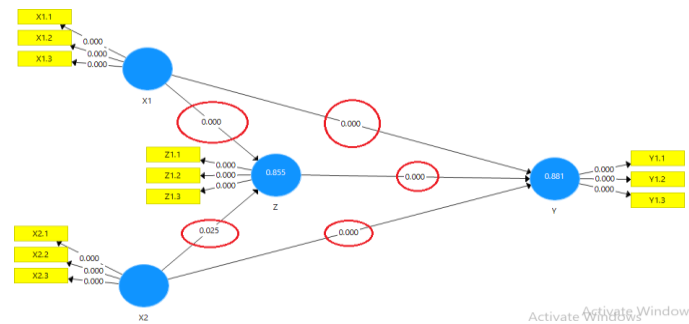 X1.1
X1.2
X1.3
0.000
0.000
0.000
X1
0.000
0.000
Z1.1
Z1.2
Z1.3
0.000
0.000
0.000
0.855
Z
0.000
0.881
Y
0.000
0.000
0.000
Y1.1
Y1.2
Y1.3
0.025
0.000
X2.1
X2.2
X2.3
0.000
0.000
0.000
X2
Activate Window
Activate Windows